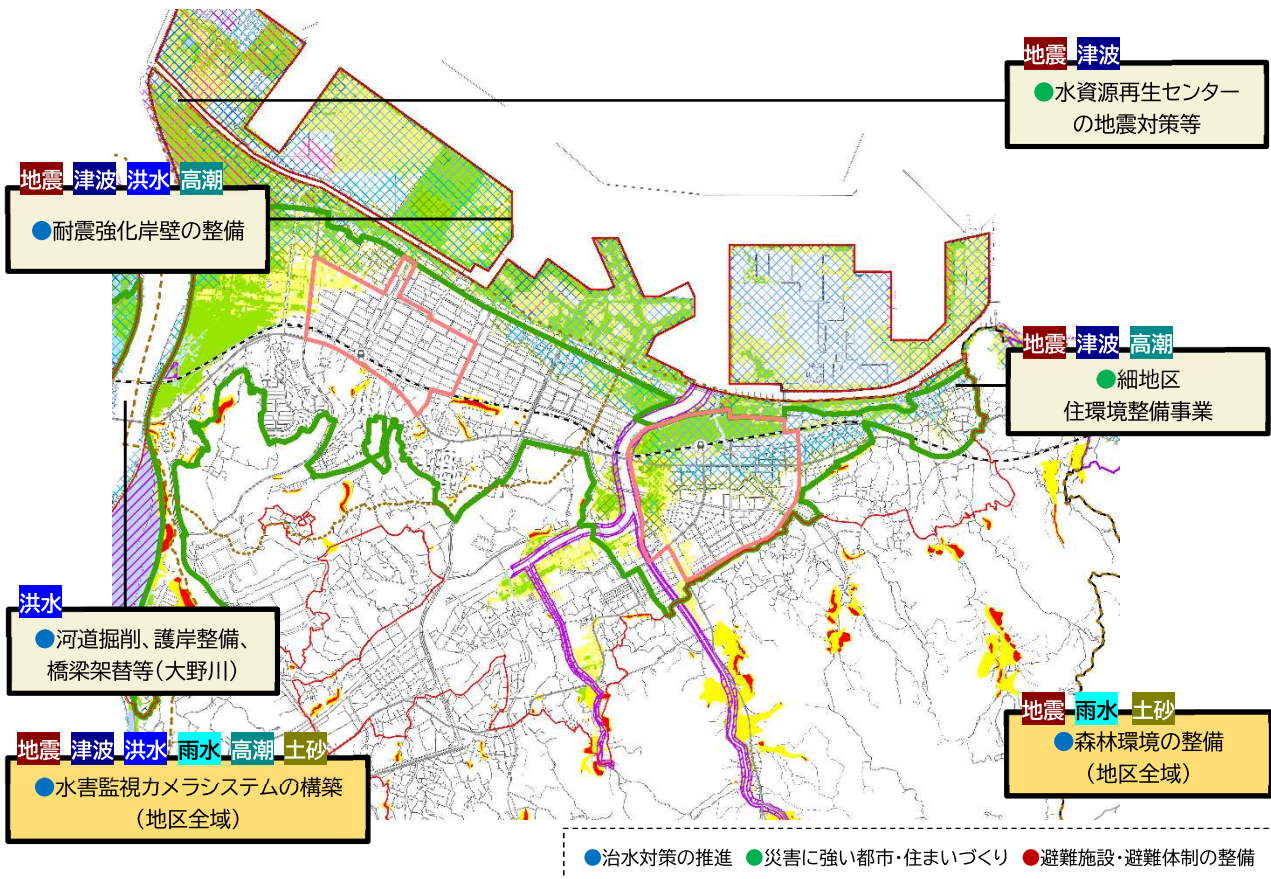 地震 津波
●水資源再生センター
の地震対策等
地震 津波 洪水 高潮
●耐震強化岸壁の整備
地震 津波 高潮
●細地区
住環境整備事業
洪水
●河道掘削、護岸整備、
橋梁架替等(大野川)
地震 津波 洪水 雨水 高潮 土砂
●水害監視カメラシステムの構築
(地区全域)
地震 雨水 土砂
●森林環境の整備
(地区全域)
●治水対策の推進 ●災害に強い都市・住まいづくり ●避難施設・避難体制の整備